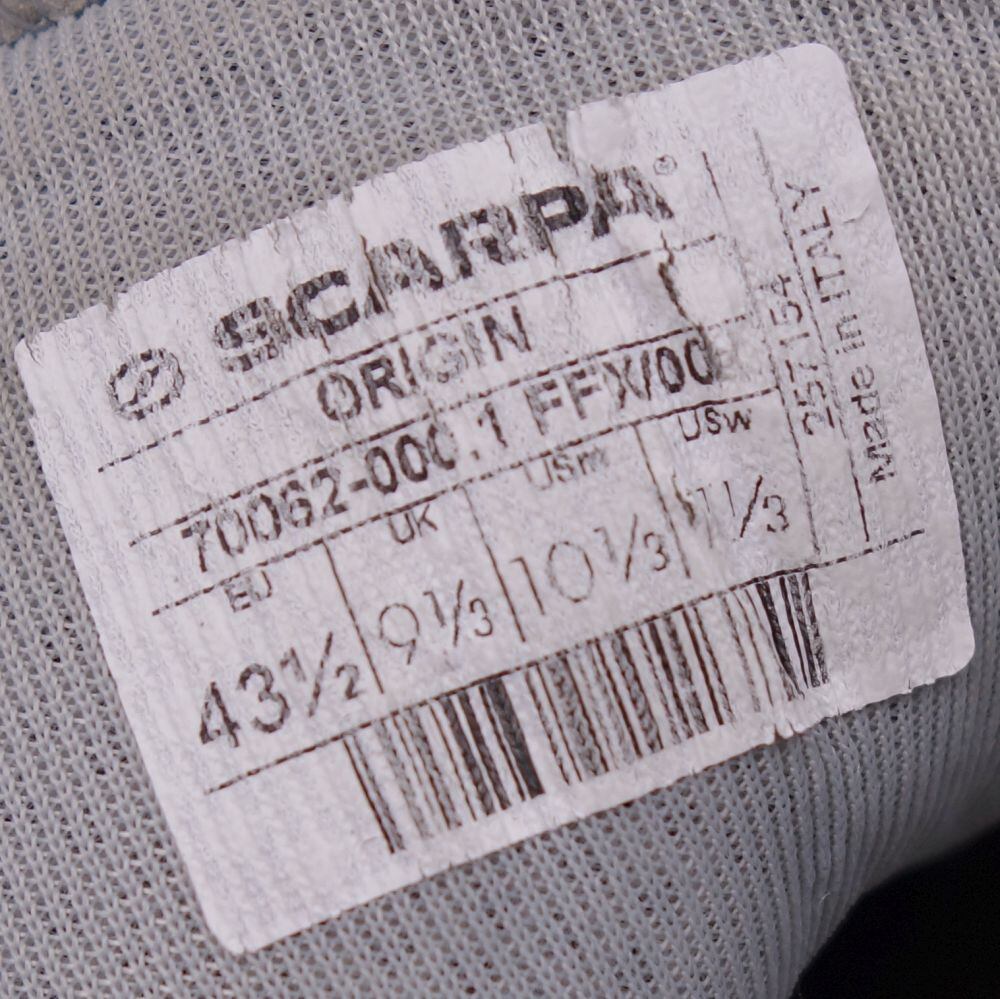 SCARPA®
ORIGIN
70062-000.1 FFX/00
EU UK USm USw
43½ 9⅓ 10⅓ 11⅓
257154
Made in ITALY